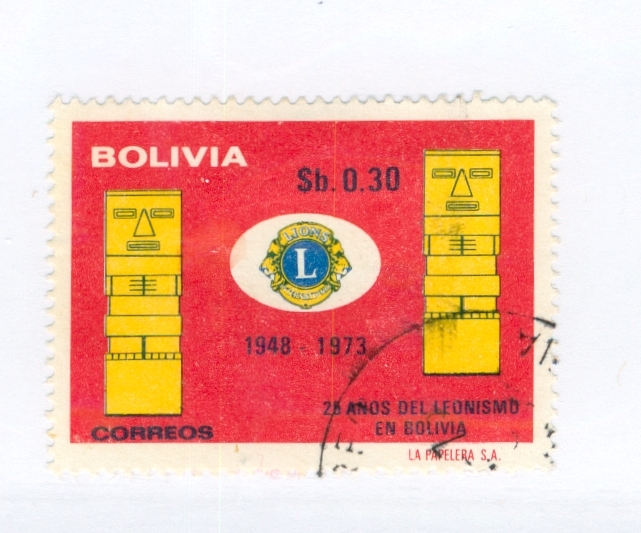 BOLIVIA
$b. 0.30
LIONS
L
1948 - 1973
25 AÑOS DEL LEONISMO
EN BOLIVIA
CORREOS
LA PAPELERA S.A.